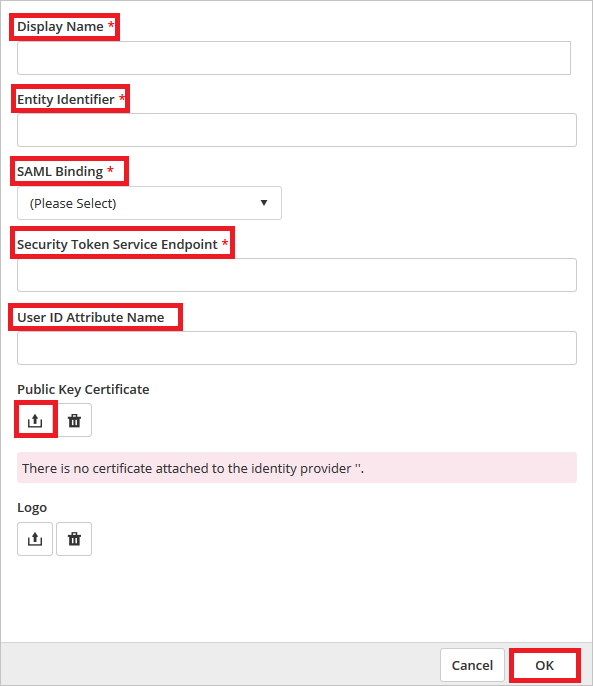 Display Name *
Entity Identifier *
SAML Binding *
(Please Select)
Security Token Service Endpoint *
User ID Attribute Name
Public Key Certificate
There is no certificate attached to the identity provider ''.
Logo
Cancel OK